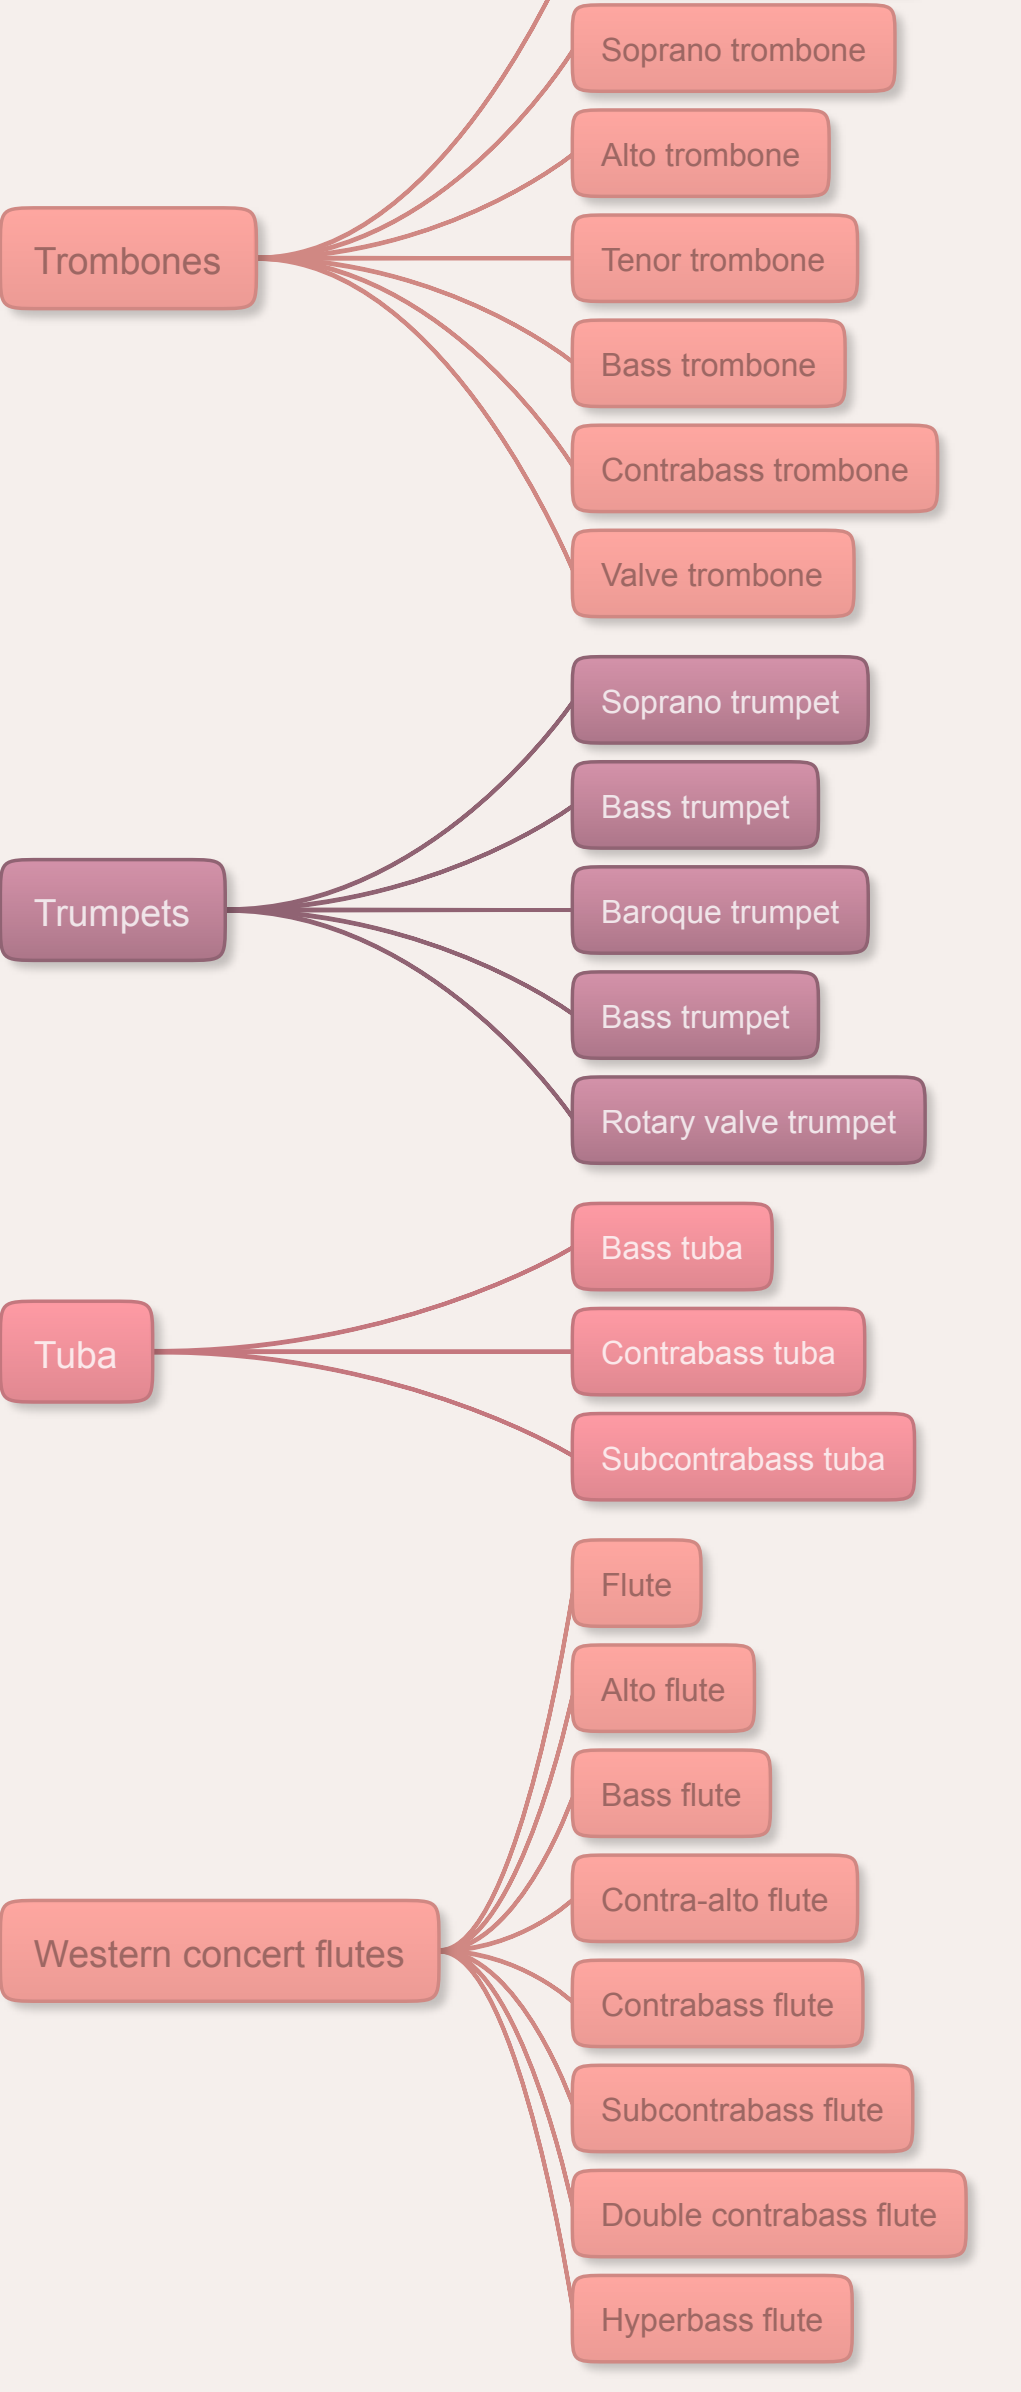 Trombones
Soprano trombone
Alto trombone
Tenor trombone
Bass trombone
Contrabass trombone
Valve trombone
Trumpets
Soprano trumpet
Bass trumpet
Baroque trumpet
Bass trumpet
Rotary valve trumpet
Tuba
Bass tuba
Contrabass tuba
Subcontrabass tuba
Western concert flutes
Flute
Alto flute
Bass flute
Contra-alto flute
Contrabass flute
Subcontrabass flute
Double contrabass flute
Hyperbass flute